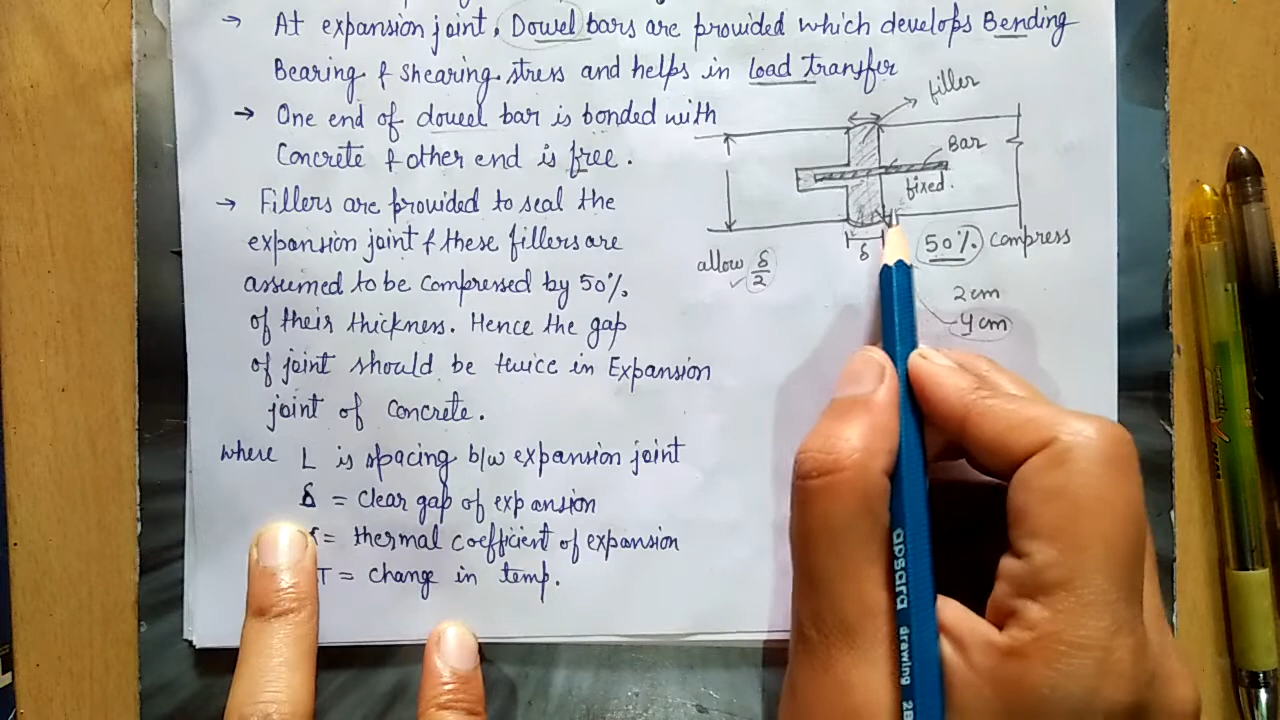 → At expansion joint, Dowel bars are provided which develops Bending
Bearing & shearing stress and helps in load transfer
→ One end of dowel bar is bonded with
Concrete & other end is free.
→ Fillers are provided to seal the
expansion joint & these fillers are
assumed to be compressed by 50%
of their thickness. Hence the gap
of joint should be twice in Expansion
joint of concrete.
where L is spacing b/w expansion joint
δ = clear gap of expansion
= thermal coefficient of expansion
T = change in temp.
filler
Bar
fixed.
δ
50% compress
allow δ/2
2cm
4cm
apsara drawing 2B